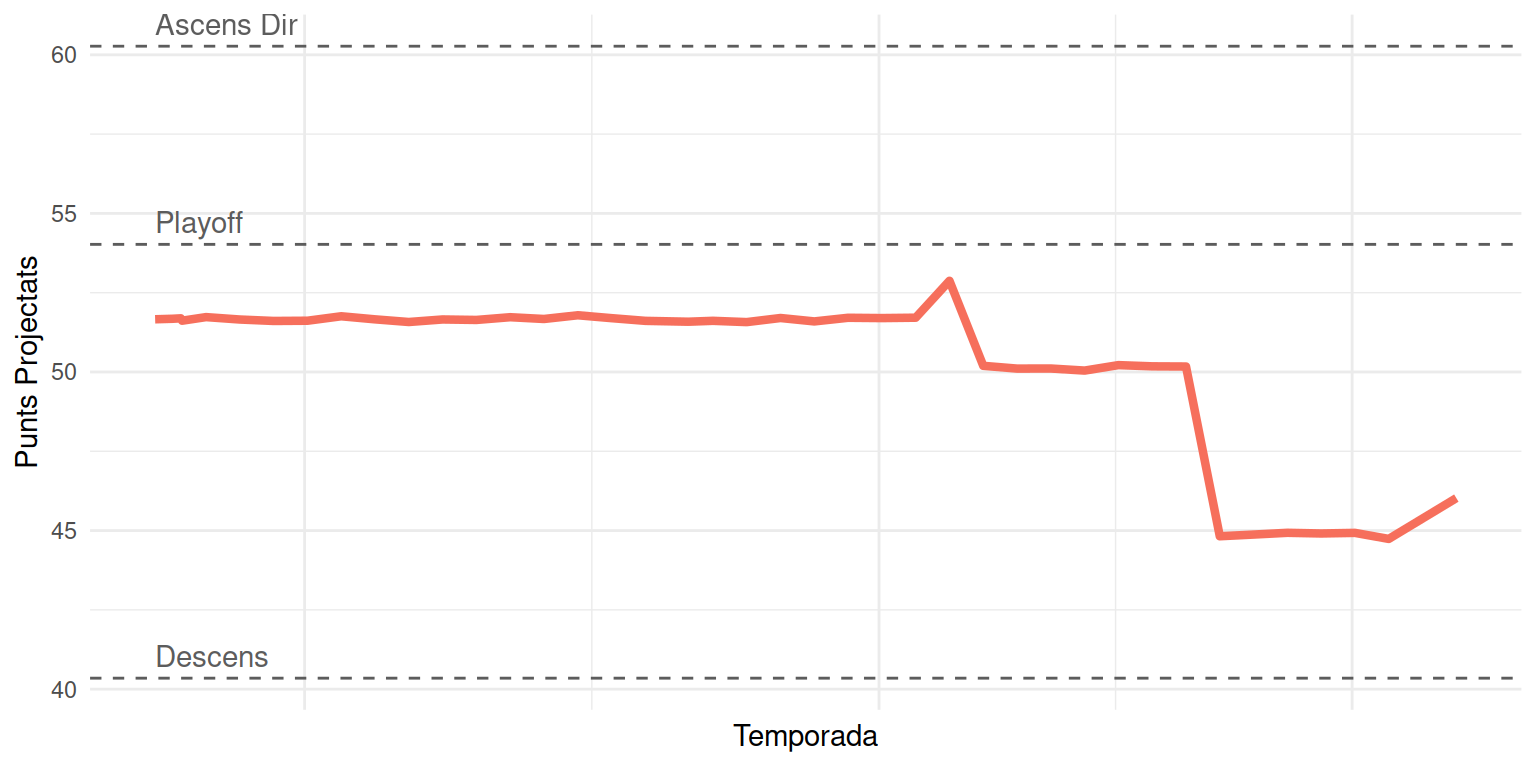 Ascens Dir
60
55
Playoff
Punts Projectats
50
45
Descens
40
Temporada